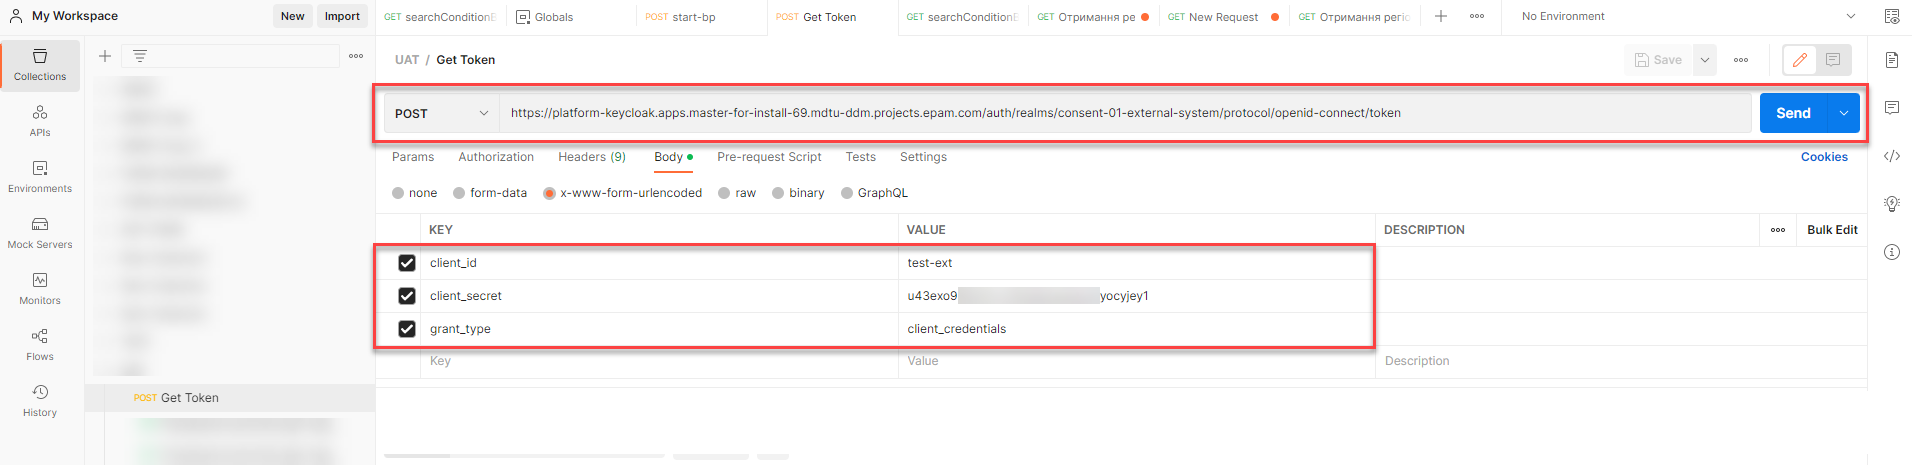 My Workspace
New
Import
GET searchConditionE
Globals
POST start-bp
POST Get Token
GET searchConditionE
GET Отримання ре
GET New Request
GET Отримання регіо
No Environment
Collections
APIs
Environments
Mock Servers
Monitors
Flows
History
POST Get Token
UAT / Get Token
Save
POST
https://platform-keycloak.apps.master-for-install-69.mdtu-ddm.projects.epam.com/auth/realms/consent-01-external-system/protocol/openid-connect/token
Send
Params Authorization Headers (9) Body Pre-request Script Tests Settings
Cookies
none form-data x-www-form-urlencoded raw binary GraphQL
KEY VALUE DESCRIPTION Bulk Edit
client_id test-ext
client_secret u43exo9 yocyjey1
grant_type client_credentials
Key Value Description